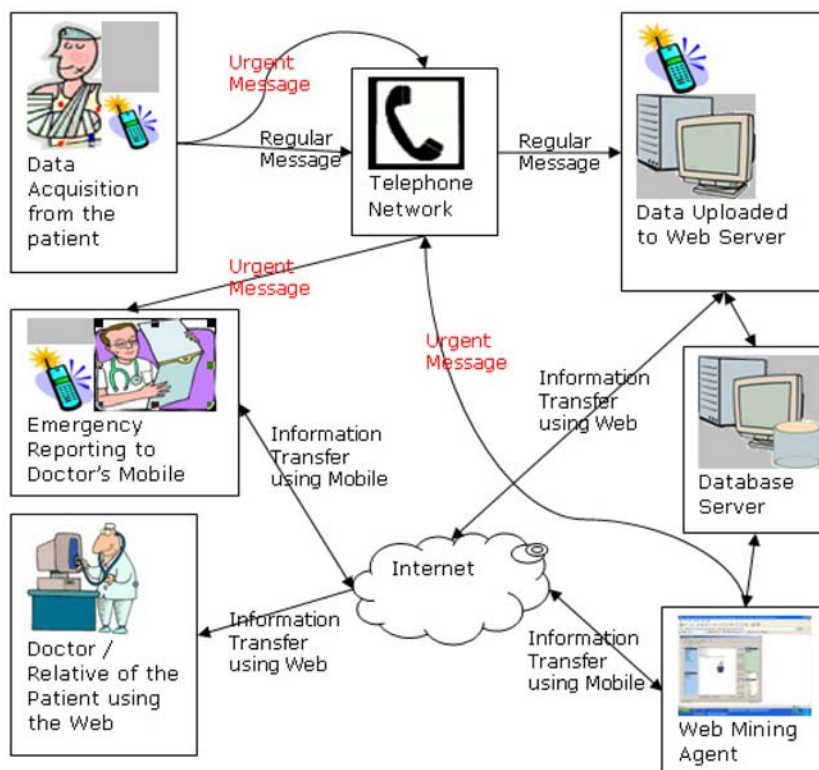 Urgent
Message
Regular
Message
Data
Acquisition
from the
patient
Telephone
Network
Regular
Message
Data Uploaded
to Web Server
Urgent
Message
Urgent
Message
Emergency
Reporting to
Doctor's Mobile
Information
Transfer
using Mobile
Information
Transfer
using Web
Database
Server
Internet
Doctor /
Relative of the
Patient using
the Web
Information
Transfer
using Web
Information
Transfer
using Mobile
Web Mining
Agent